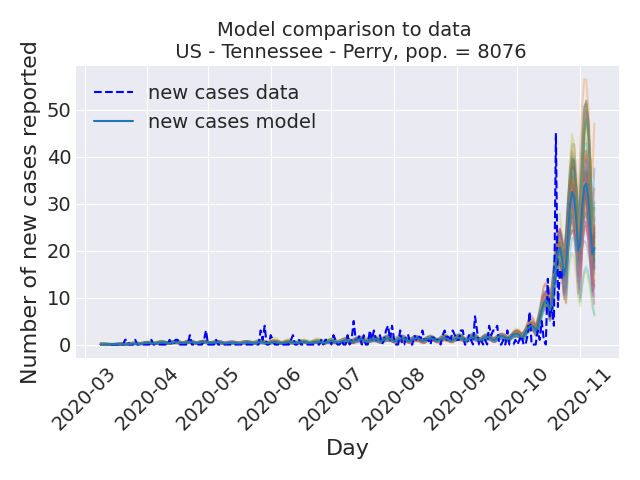 Model comparison to data
US - Tennessee - Perry, pop. = 8076
new cases data
new cases model
Number of new cases reported
50
40
30
20
10
0
2020-03
2020-04
2020-05
2020-06
2020-07
2020-08
2020-09
2020-10
2020-11
Day